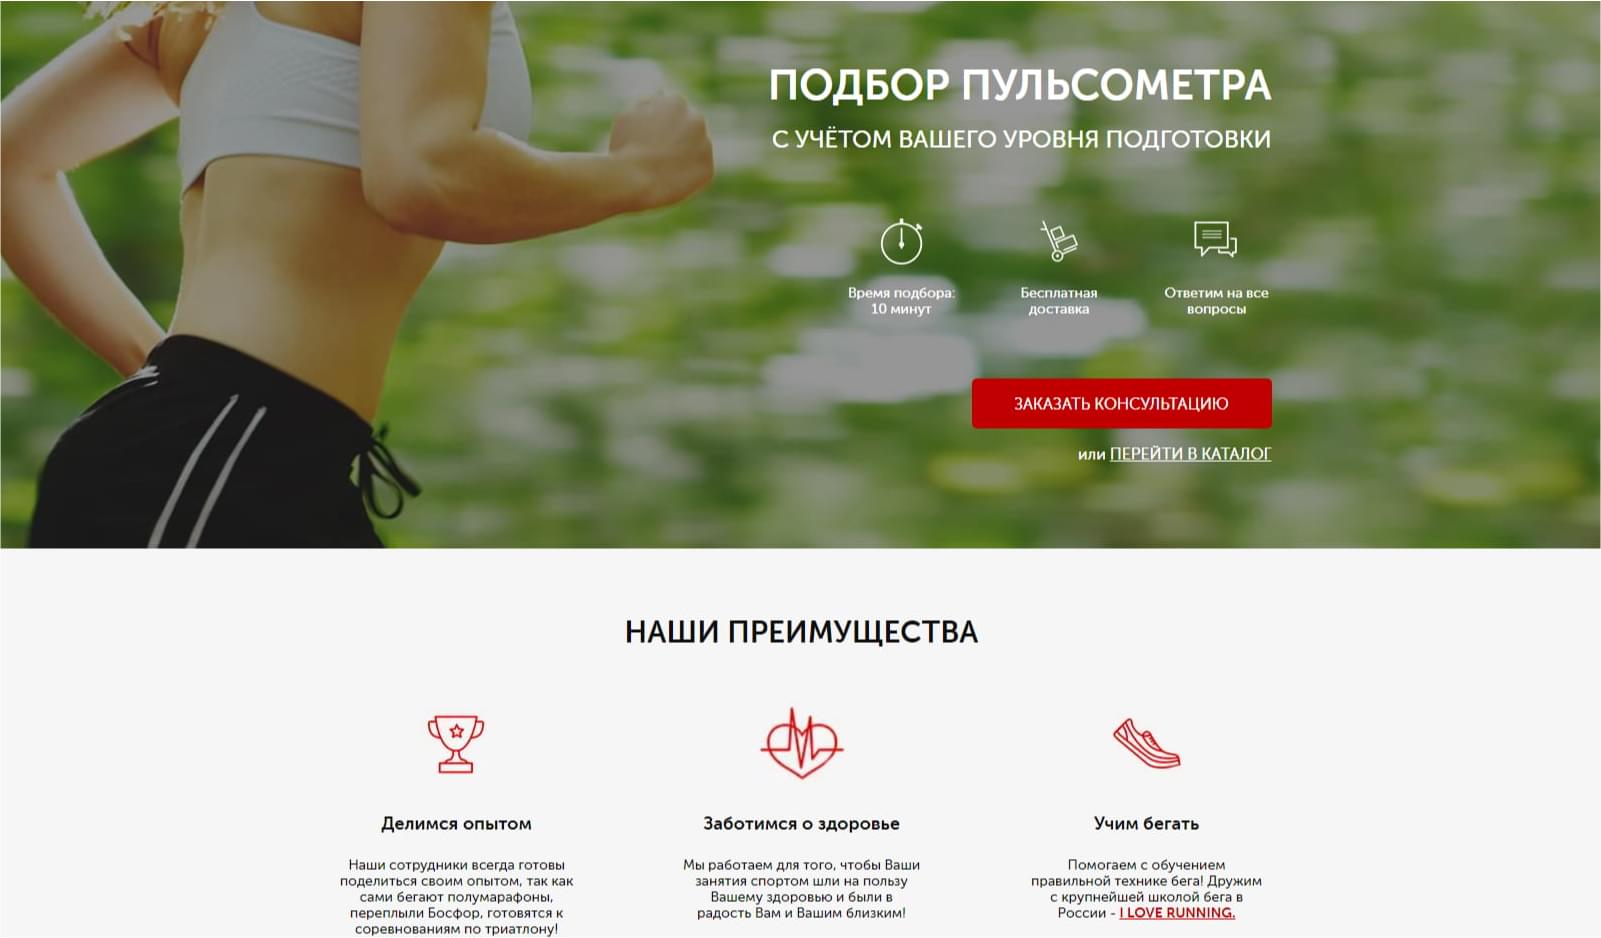 ПОДБОР ПУЛЬСОМЕТРА
С УЧЁТОМ ВАШЕГО УРОВНЯ ПОДГОТОВКИ
Время подбора:
10 минут
Бесплатная
доставка
Ответим на все
вопросы
ЗАКАЗАТЬ КОНСУЛЬТАЦИЮ
или ПЕРЕЙТИ В КАТАЛОГ
НАШИ ПРЕИМУЩЕСТВА
Делимся опытом
Наши сотрудники всегда готовы
поделиться своим опытом, так как
сами бегают полумарафоны,
переплыли Босфор, готовятся к
соревнованиям по триатлону!
Заботимся о здоровье
Мы работаем для того, чтобы Ваши
занятия спортом шли на пользу
Вашему здоровью и были в
радость Вам и Вашим близким!
Учим бегать
Помогаем с обучением
правильной технике бега! Дружим
с крупнейшей школой бега в
России - I LOVE RUNNING.